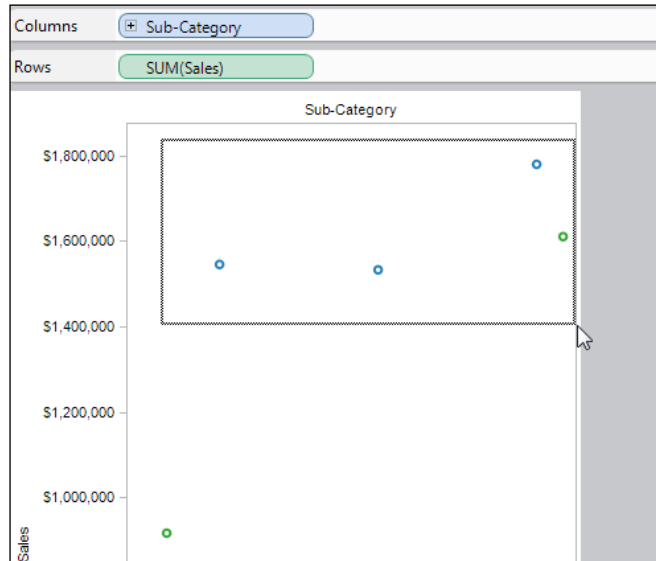 Columns Sub-Category
Rows SUM(Sales)
Sub-Category
$1,800,000
$1,600,000
$1,400,000
$1,200,000
$1,000,000
Sales